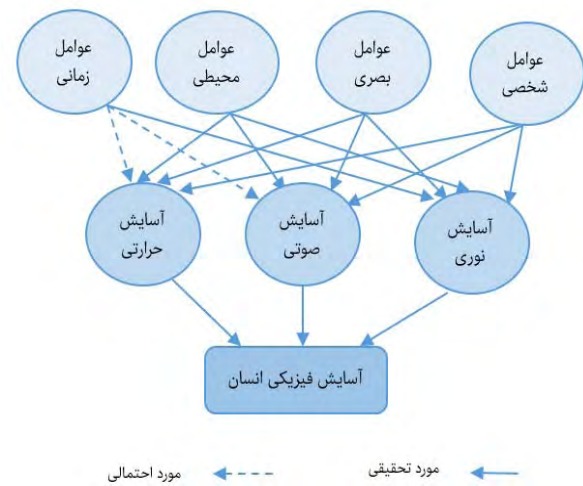 عوامل
شخصی
عوامل
بصری
عوامل
محیطی
عوامل
زمانی
آسایش
نوری
آسایش
صوتی
آسایش
حرارتی
آسایش فیزیکی انسان
مورد تحقیقی
مورد احتمالی